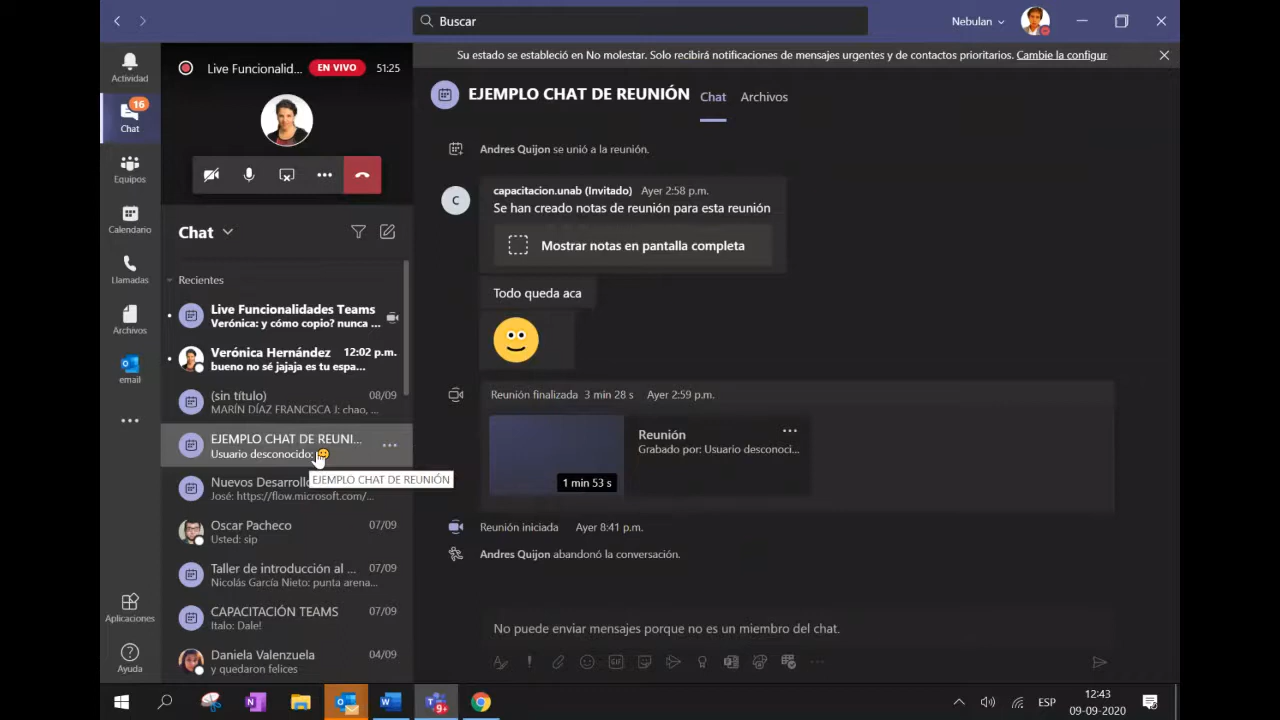 Buscar
Nebulan
Actividad
16
Chat
Equipos
Calendario
Llamadas
Archivos
email
Aplicaciones
Ayuda
Live Funcionalid...
EN VIVO
51:25
Chat
Recientes
Live Funcionalidades Teams
Verónica: y cómo copio? nunca ...
Verónica Hernández
12:02 p.m.
bueno no sé jajaja es tu espa...
(sin título)
08/09
MARÍN DÍAZ FRANCISCA J: chao, ...
EJEMPLO CHAT DE REUNI...
Usuario desconocido:
EJEMPLO CHAT DE REUNIÓN
Nuevos Desarrollo
José: https://flow.microsoft.com/...
Oscar Pacheco
07/09
Usted: sip
Taller de introducción al ...
07/09
Nicolás García Nieto: punta arena...
CAPACITACIÓN TEAMS
07/09
Italo: Dale!
Daniela Valenzuela
04/09
y quedaron felices
Su estado se estableció en No molestar. Solo recibirá notificaciones de mensajes urgentes y de contactos prioritarios. Cambie la configur
EJEMPLO CHAT DE REUNIÓN
Chat
Archivos
Andres Quijon se unió a la reunión.
C
capacitacion.unab (Invitado)
Ayer 2:58 p.m.
Se han creado notas de reunión para esta reunión
Mostrar notas en pantalla completa
Todo queda aca
Reunión finalizada 3 min 28 s
Ayer 2:59 p.m.
1 min 53 s
Reunión
Grabado por: Usuario desconoci...
Reunión iniciada
Ayer 8:41 p.m.
Andres Quijon abandonó la conversación.
No puede enviar mensajes porque no es un miembro del chat.
GIF
9+
ESP
12:43
09-09-2020